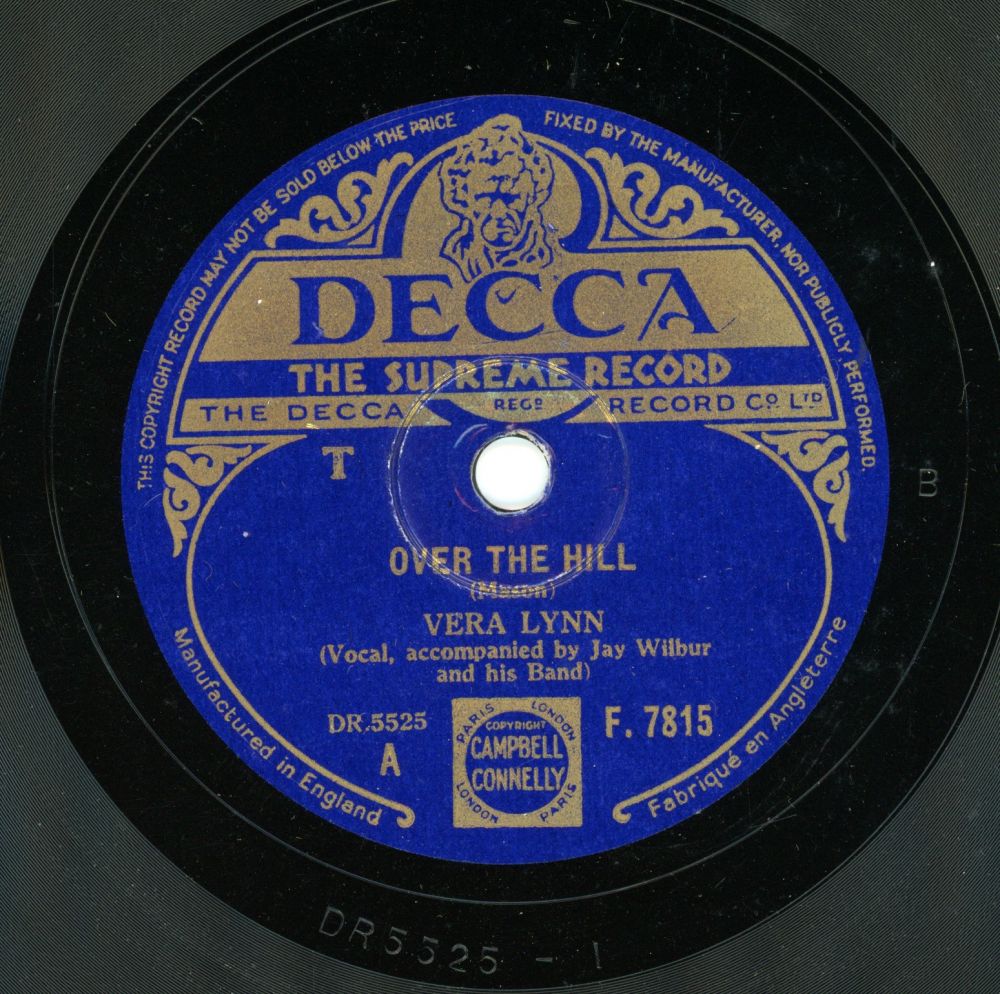 THIS COPYRIGHT RECORD MAY NOT BE SOLD BELOW THE PRICE FIXED BY THE MANUFACTURER, NOR PUBLICLY PERFORMED.
DECCA
THE SUPREME RECORD
THE DECCA REGD RECORD Co. LTD
T
B
OVER THE HILL
(Mason)
VERA LYNN
(Vocal, accompanied by Jay Wilbur
and his Band)
DR.5525
A
PARIS LONDON
COPYRIGHT
CAMPBELL
CONNELLY
LONDON PARIS
F. 7815
Manufactured in England
Fabriqué en Angleterre
DR5525 - 1